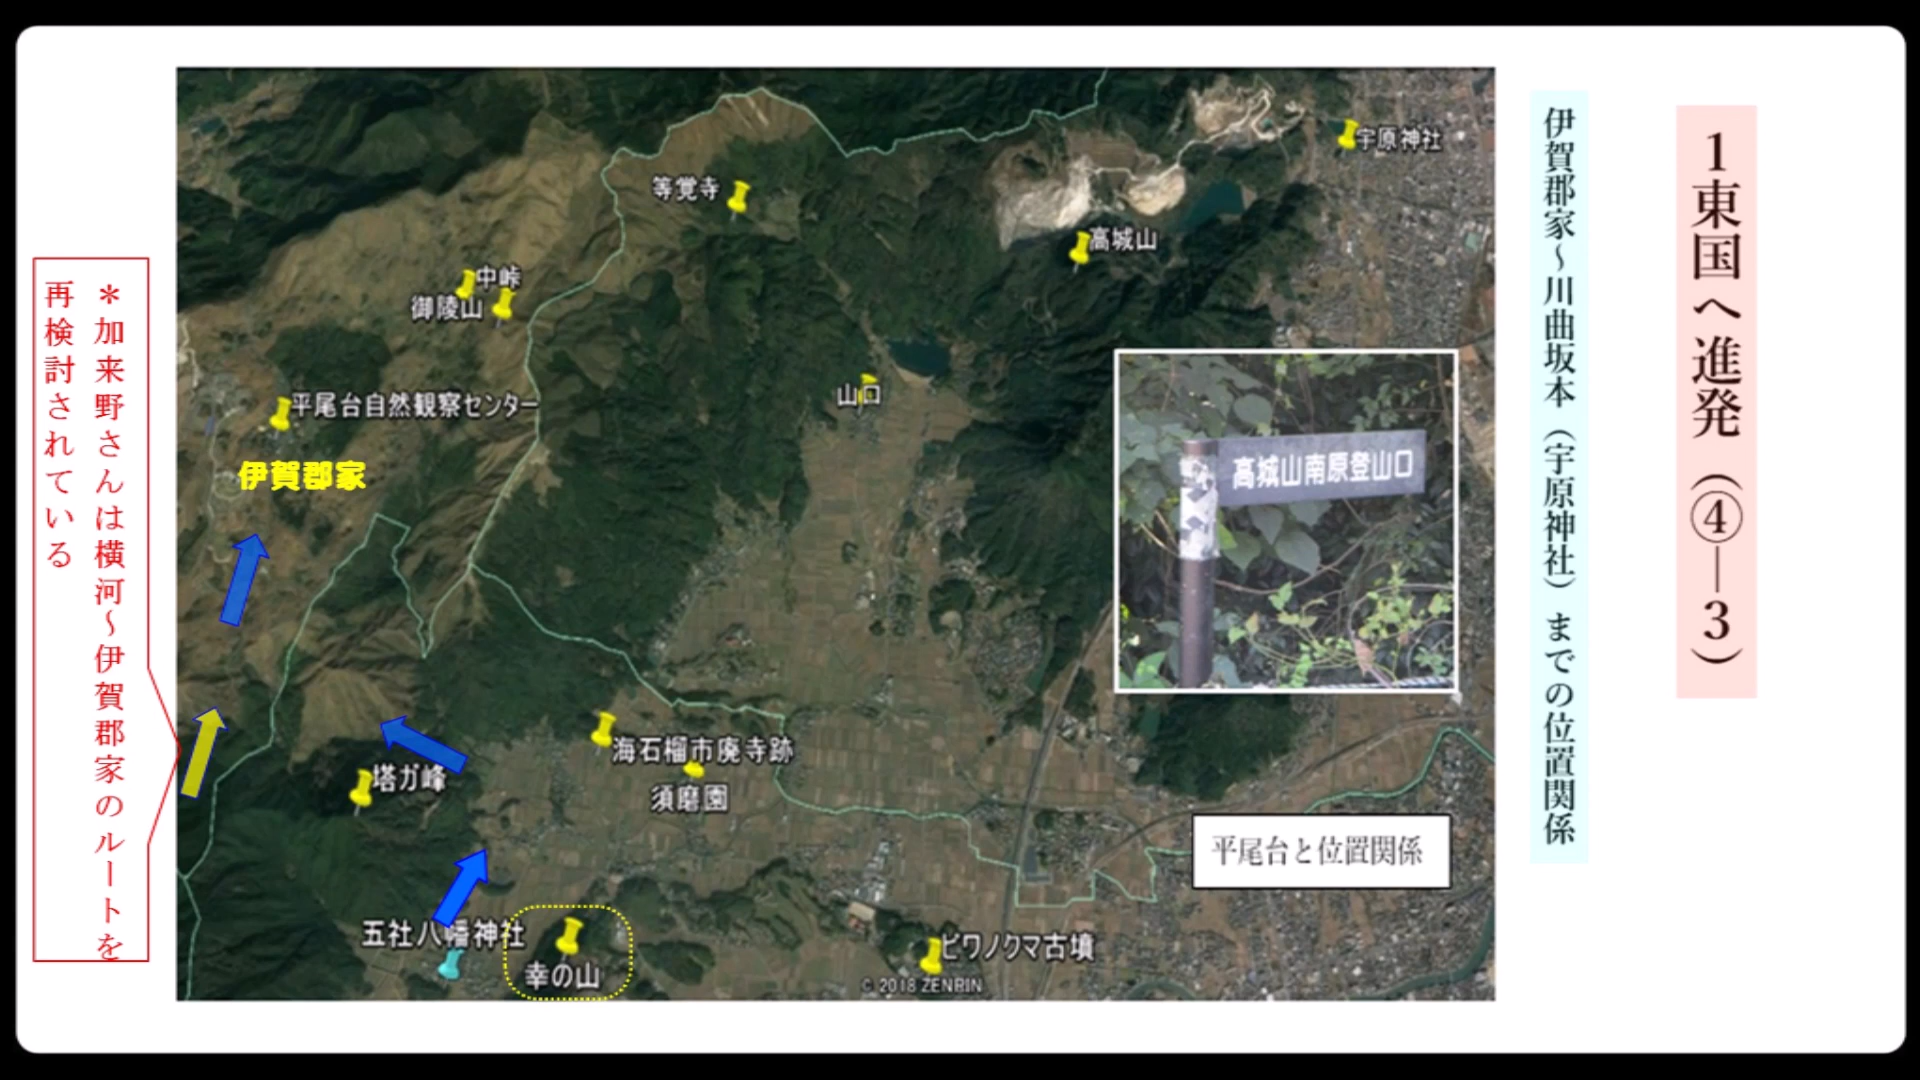 1東国へ進発（④―3）
伊賀郡家～川曲坂本（宇原神社）までの位置関係
宇原神社
等覚寺
高城山
中峠
御陵山
山口
平尾台自然観察センター
伊賀郡家
高城山南原登山口
海石榴市廃寺跡
須磨園
塔ガ峰
平尾台と位置関係
五社八幡神社
幸の山
ビワノクマ古墳
© 2018 ZENRIN
＊加来野さんは横河～伊賀郡家のルートを
再検討されている